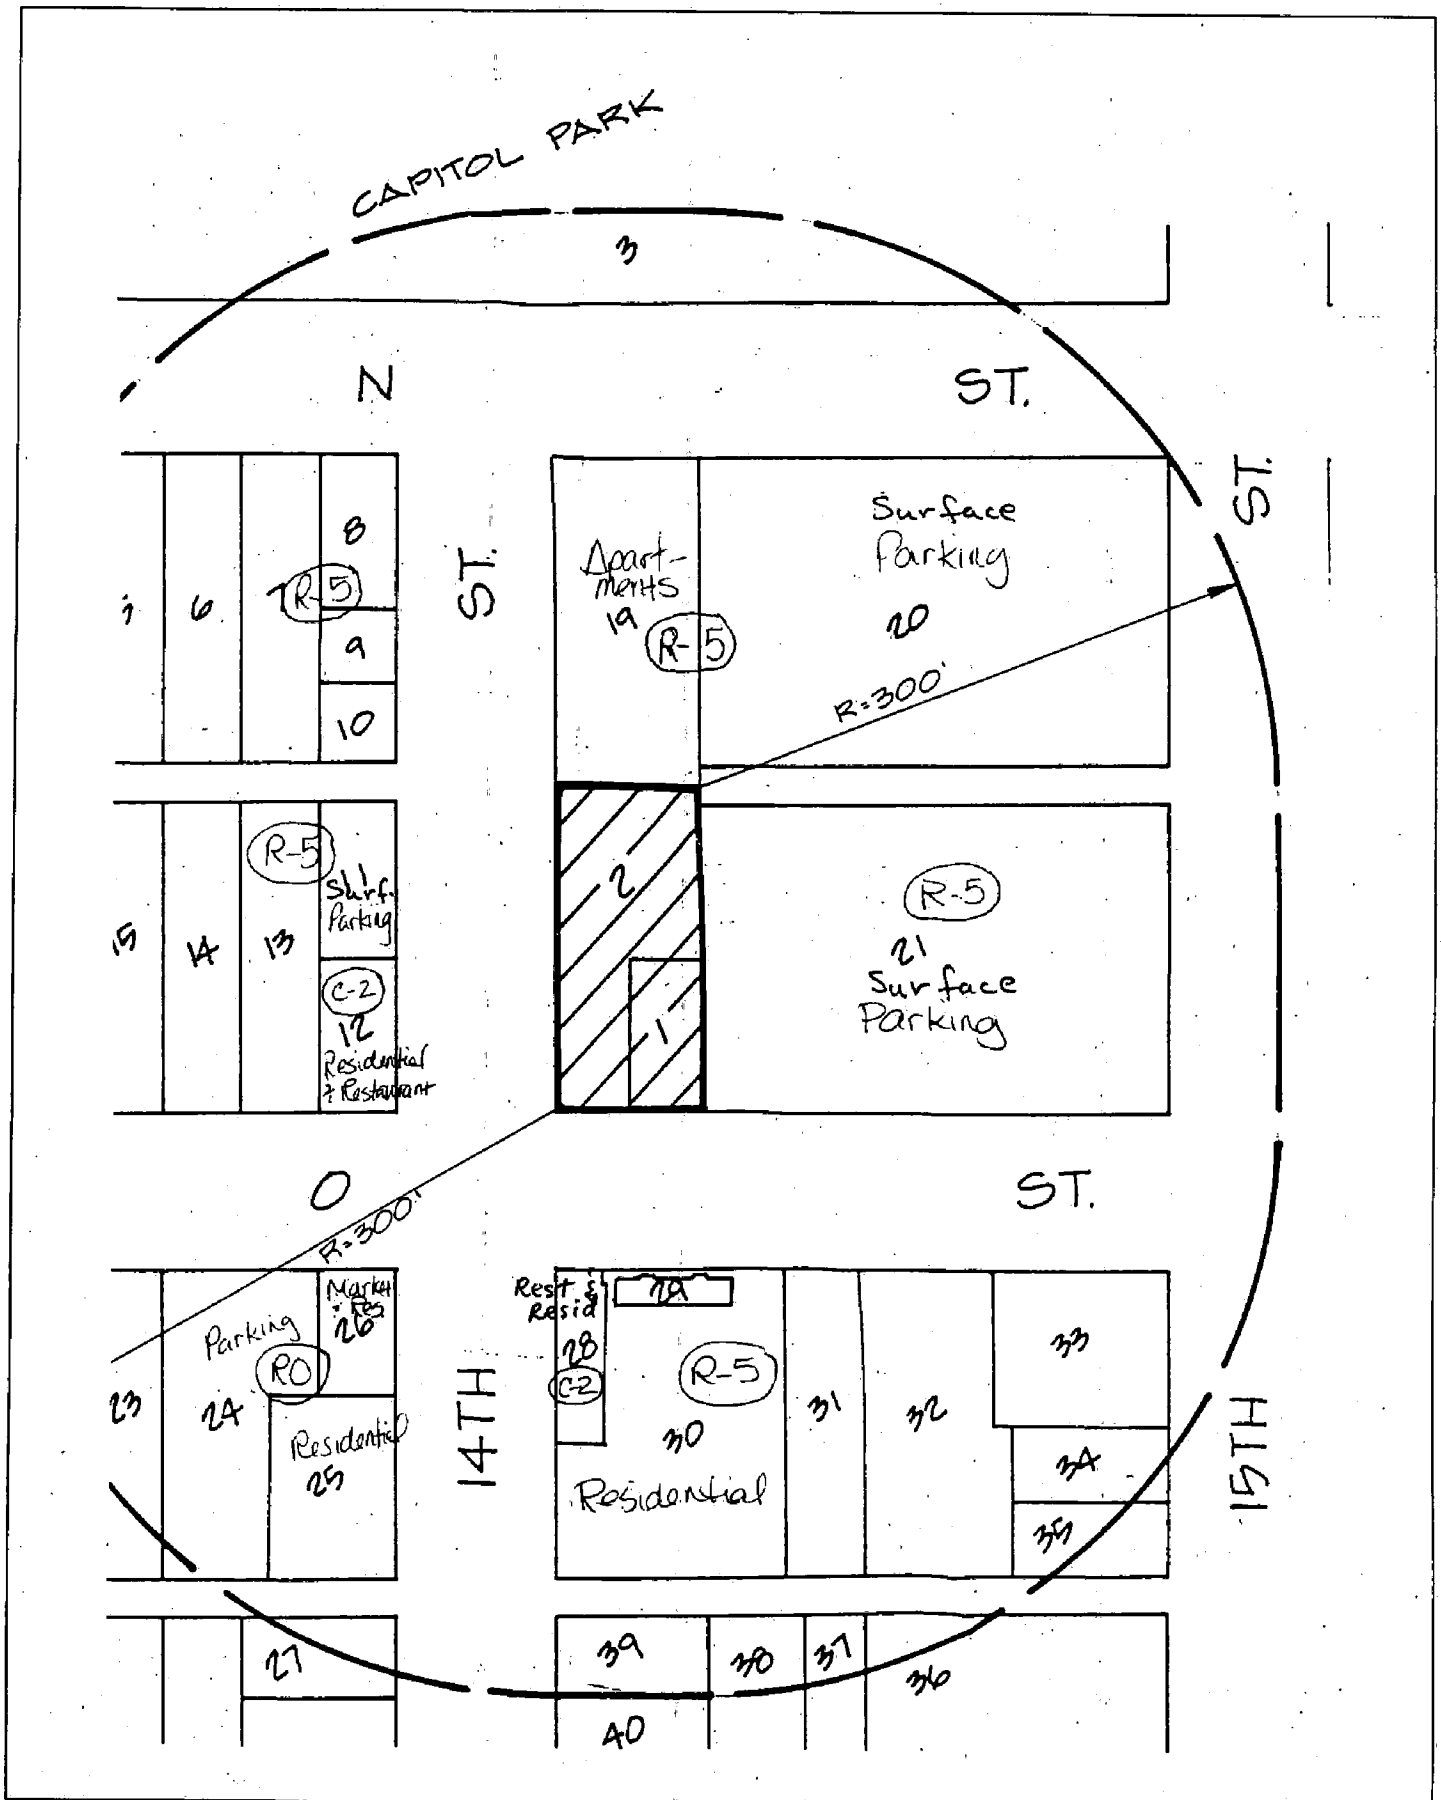 CAPITOL PARK
3
N
ST.
ST.
8
6
7
R-5
9
10
ST.
Apart-
ments
19
R-5
Surface
Parking
20
R=300'
R-5
11
Surf.
Parking
15
14
13
C-2
12
Residential
& Restaurant
2
1
R-5
21
Surface
Parking
O
ST.
R=300'
Market
& Res
26
Parking
RO
23
24
Residential
25
14TH
Rest &
Resid
28
C-2
29
R-5
30
Residential
31
32
33
34
35
15TH
27
39
38
37
36
40